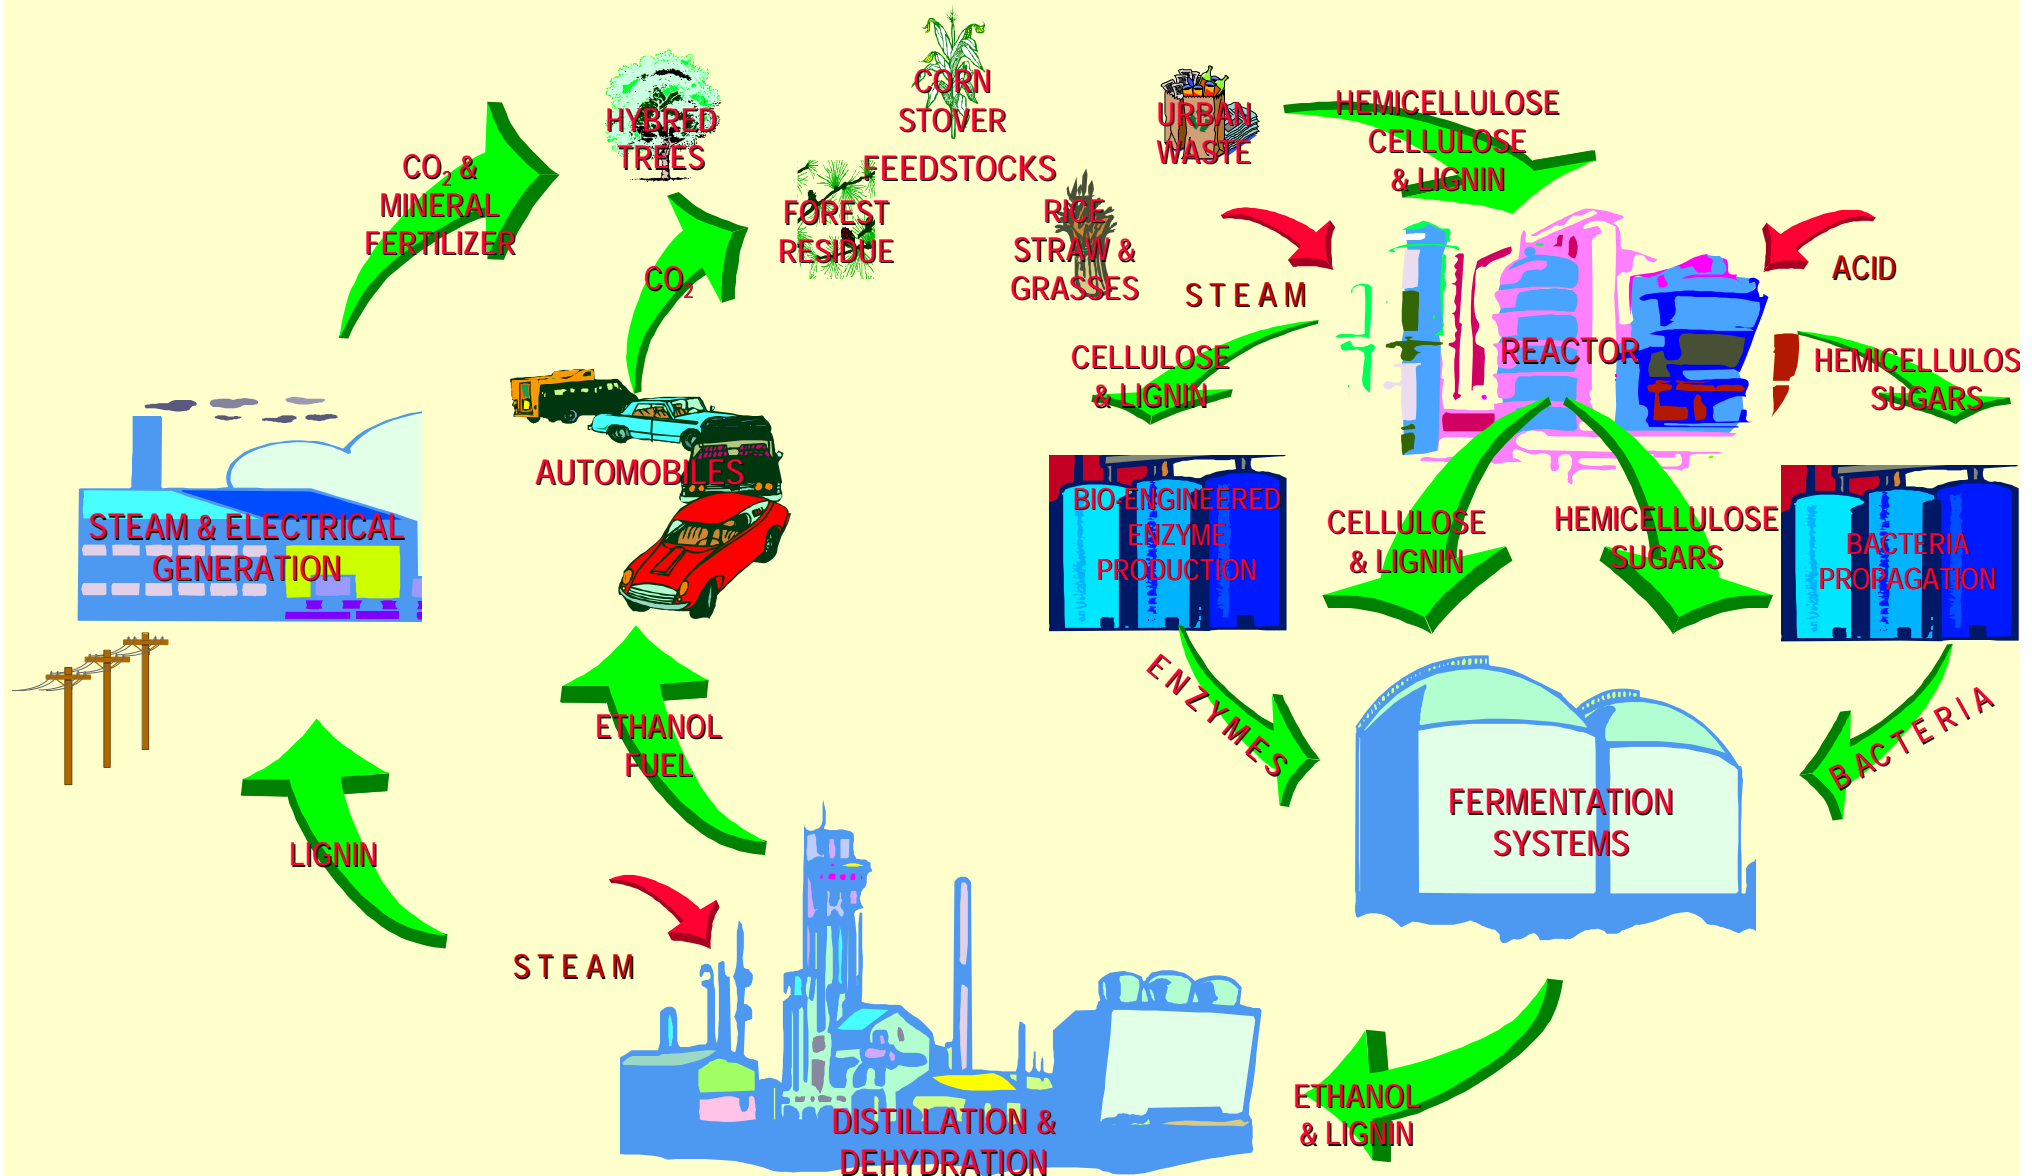 CORN
STOVER
HYBRED
TREES
FEEDSTOCKS
URBAN
WASTE
HEMICELLULOSE
CELLULOSE
& LIGNIN
CO₂ &
MINERAL
FERTILIZER
CO₂
FOREST
RESIDUE
RICE
STRAW &
GRASSES
STEAM
ACID
REACTOR
CELLULOSE
& LIGNIN
HEMICELLULOS
SUGARS
AUTOMOBILES
STEAM & ELECTRICAL
GENERATION
BIO-ENGINEERED
ENZYME
PRODUCTION
CELLULOSE
& LIGNIN
HEMICELLULOSE
SUGARS
BACTERIA
PROPAGATION
ENZYMES
BACTERIA
ETHANOL
FUEL
FERMENTATION
SYSTEMS
LIGNIN
STEAM
ETHANOL
& LIGNIN
DISTILLATION &
DEHYDRATION